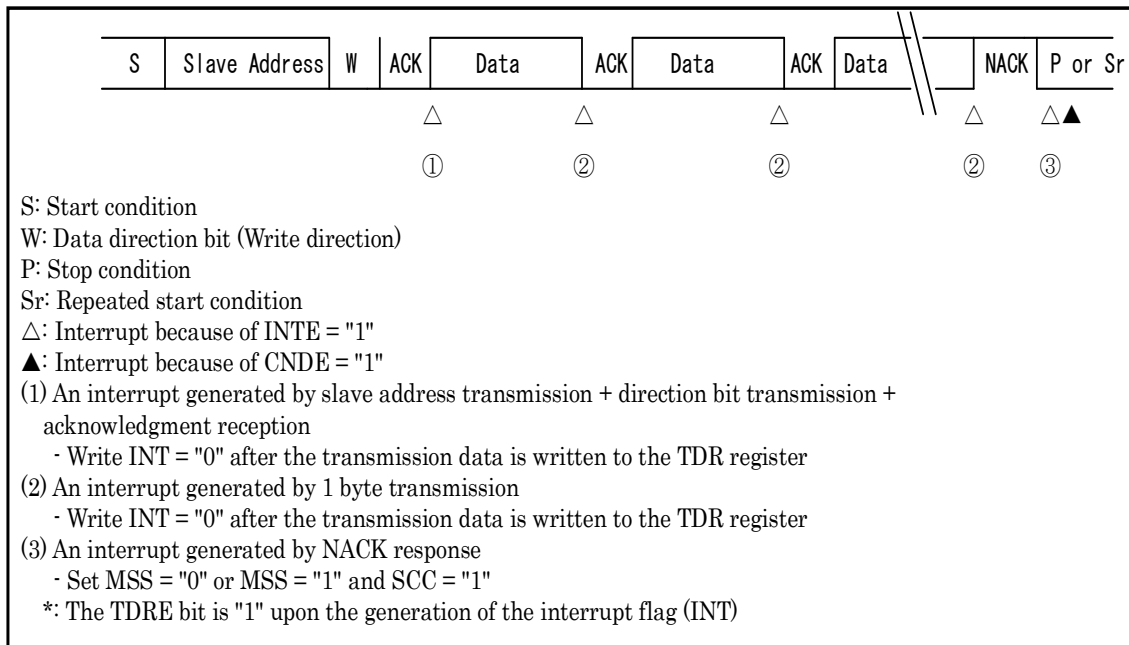 S Slave Address W ACK Data ACK Data ACK Data NACK P or Sr
△ △ △ △ △▲
① ② ② ② ③
S: Start condition
W: Data direction bit (Write direction)
P: Stop condition
Sr: Repeated start condition
△: Interrupt because of INTE = "1"
▲: Interrupt because of CNDE = "1"
(1) An interrupt generated by slave address transmission + direction bit transmission +
acknowledgment reception
- Write INT = "0" after the transmission data is written to the TDR register
(2) An interrupt generated by 1 byte transmission
- Write INT = "0" after the transmission data is written to the TDR register
(3) An interrupt generated by NACK response
- Set MSS = "0" or MSS = "1" and SCC = "1"
*: The TDRE bit is "1" upon the generation of the interrupt flag (INT)